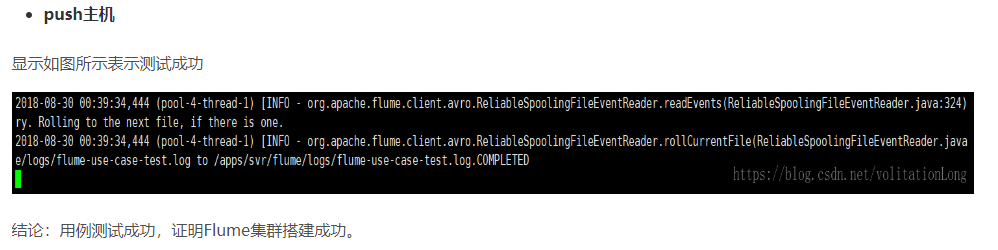 push主机
显示如图所示表示测试成功
2018-08-30 00:39:34,444 (pool-4-thread-1) [INFO - org.apache.flume.client.avro.ReliableSpoolingFileEventReader.readEvents(ReliableSpoolingFileEventReader.java:324)
ry. Rolling to the next file, if there is one.
2018-08-30 00:39:34,444 (pool-4-thread-1) [INFO - org.apache.flume.client.avro.ReliableSpoolingFileEventReader.rollCurrentFile(ReliableSpoolingFileEventReader.java
e/logs/flume-use-case-test.log to /apps/svr/flume/logs/flume-use-case-test.log.COMPLETED
https://blog.csdn.net/volitationLong
结论：用例测试成功，证明Flume集群搭建成功。